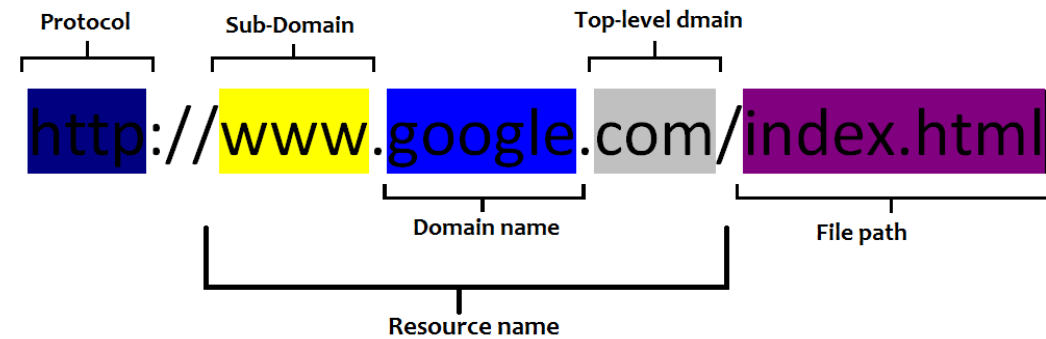 Protocol
Sub-Domain
Top-level dmain
http://www.google.com/index.html
Domain name
File path
Resource name